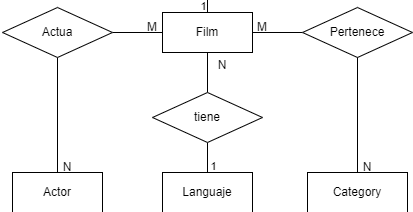 1
Actua
M
Film
M
Pertenece
N
tiene
N
1
N
Actor
Languaje
Category